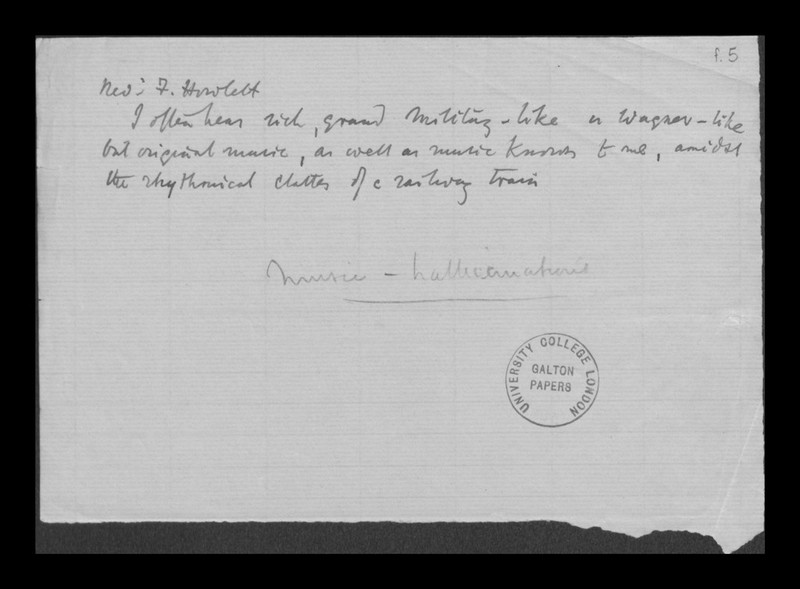 f. 5
Revd F. Howlett
I often hear rich, grand military-like or Wagner-like
but original music, as well as music known to me, amidst
the rhythmical clatter of a railway train
Music - hallucinations
UNIVERSITY COLLEGE LONDON
GALTON
PAPERS